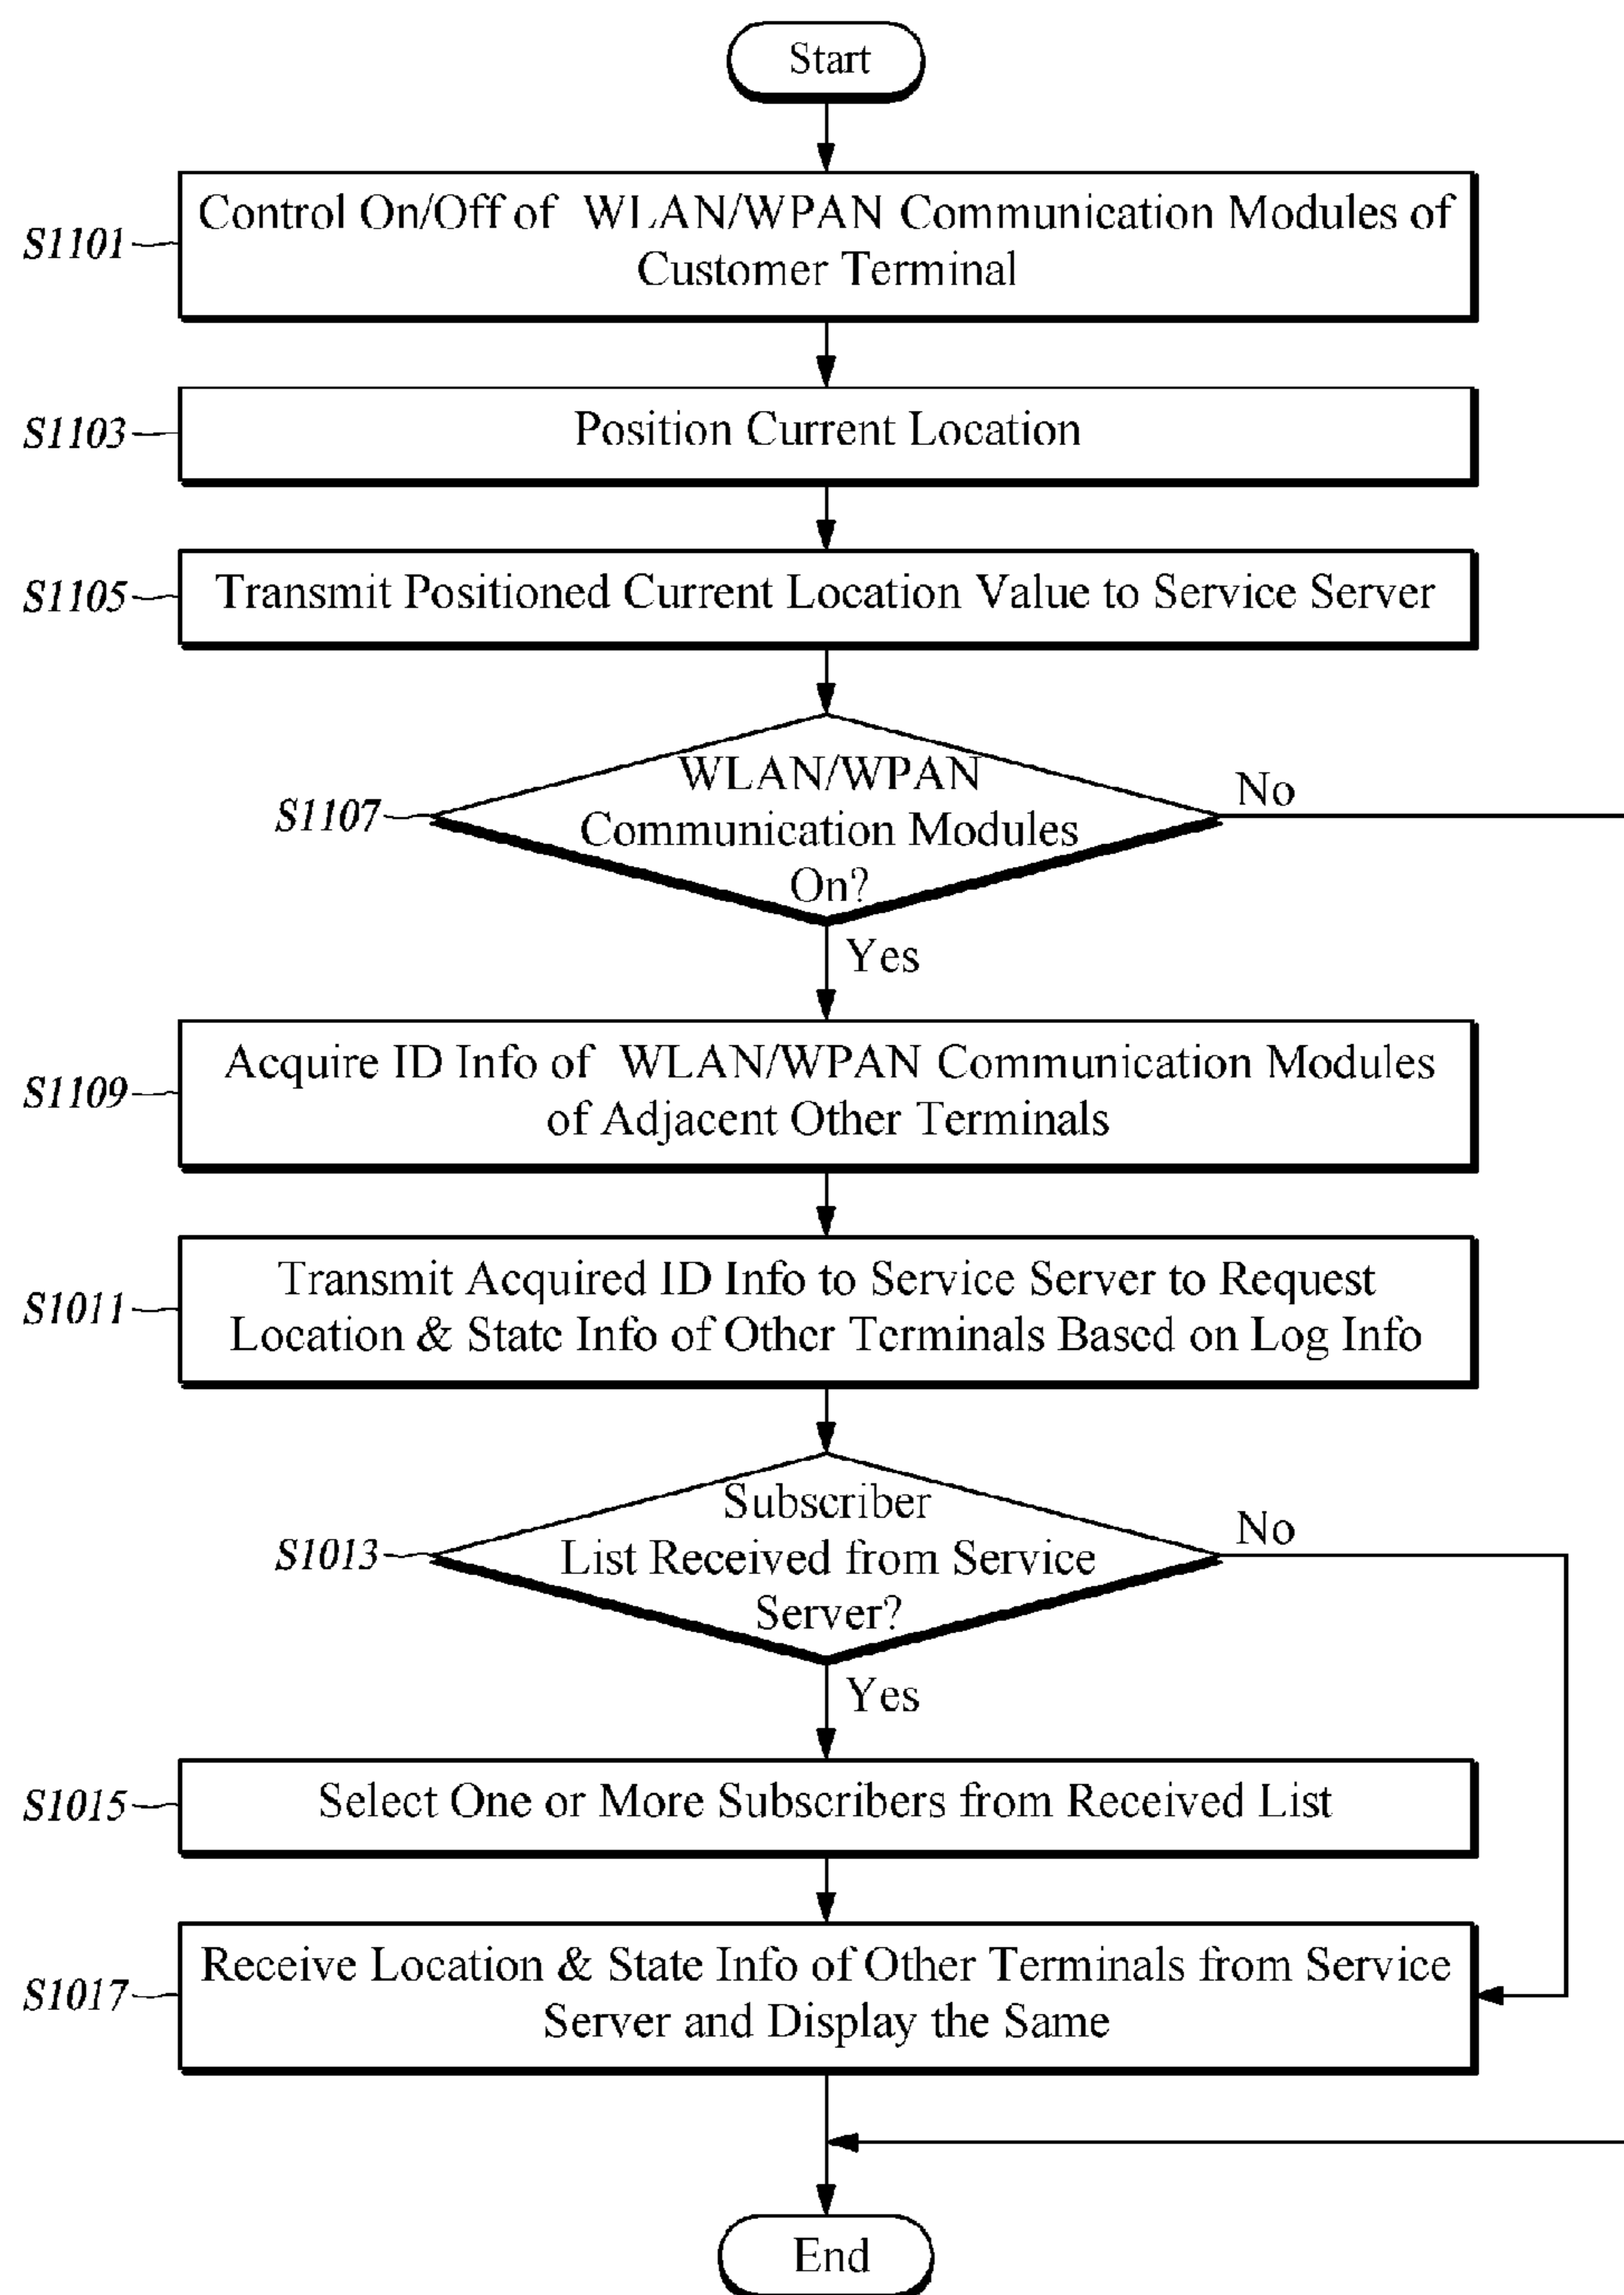 Start
S1101
Control On/Off of WLAN/WPAN Communication Modules of
Customer Terminal
S1103
Position Current Location
S1105
Transmit Positioned Current Location Value to Service Server
S1107
WLAN/WPAN
Communication Modules
On?
No
Yes
S1109
Acquire ID Info of WLAN/WPAN Communication Modules
of Adjacent Other Terminals
S1011
Transmit Acquired ID Info to Service Server to Request
Location & State Info of Other Terminals Based on Log Info
S1013
Subscriber
List Received from Service
Server?
No
Yes
S1015
Select One or More Subscribers from Received List
S1017
Receive Location & State Info of Other Terminals from Service
Server and Display the Same
End